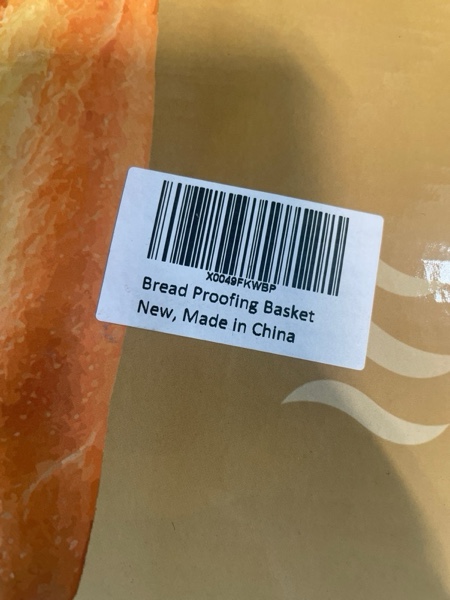 X0049FKWBP
Bread Proofing Basket
New, Made in China